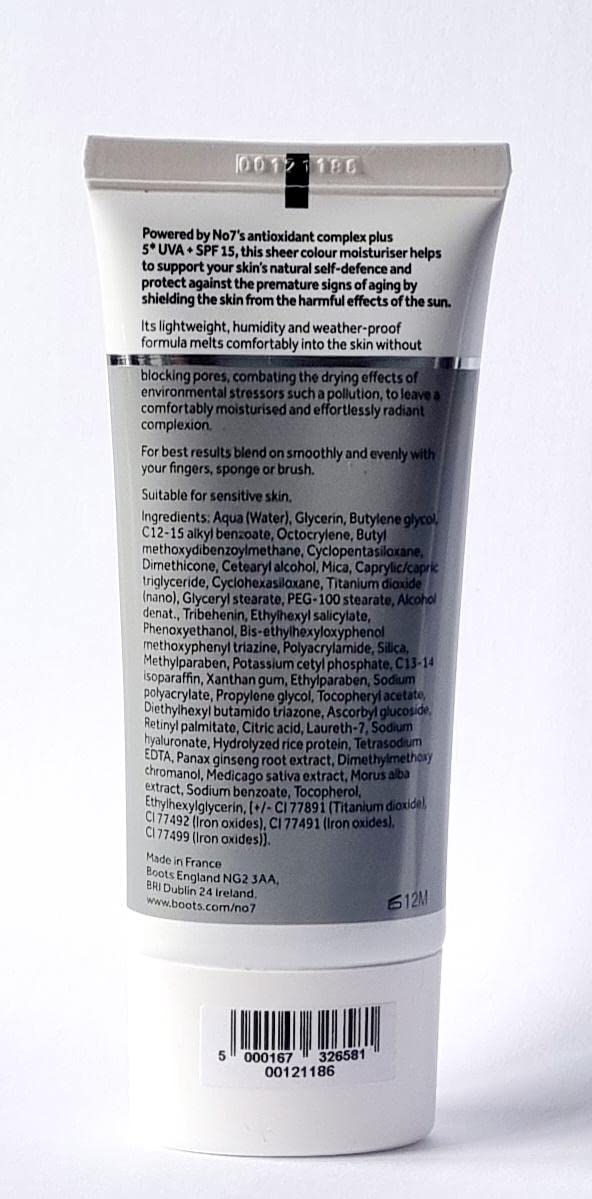 00121186
Powered by No7's antioxidant complex plus
5* UVA + SPF 15, this sheer colour moisturiser helps
to support your skin's natural self-defence and
protect against the premature signs of aging by
shielding the skin from the harmful effects of the sun.
Its lightweight, humidity and weather-proof
formula melts comfortably into the skin without
blocking pores, combating the drying effects of
environmental stressors such a pollution, to leave a
comfortably moisturised and effortlessly radiant
complexion.
For best results blend on smoothly and evenly with
your fingers, sponge or brush.
Suitable for sensitive skin.
Ingredients: Aqua (Water), Glycerin, Butylene glycol,
C12-15 alkyl benzoate, Octocrylene, Butyl
methoxydibenzoylmethane, Cyclopentasiloxane,
Dimethicone, Cetearyl alcohol, Mica, Caprylic/capric
triglyceride, Cyclohexasiloxane, Titanium dioxide
(nano), Glyceryl stearate, PEG-100 stearate, Alcohol
denat., Tribehenin, Ethylhexyl salicylate,
Phenoxyethanol, Bis-ethylhexyloxyphenol
methoxyphenyl triazine, Polyacrylamide, Silica,
Methylparaben, Potassium cetyl phosphate, C13-14
isoparaffin, Xanthan gum, Ethylparaben, Sodium
polyacrylate, Propylene glycol, Tocopheryl acetate,
Diethylhexyl butamido triazone, Ascorbyl glucoside,
Retinyl palmitate, Citric acid, Laureth-7, Sodium
hyaluronate, Hydrolyzed rice protein, Tetrasodium
EDTA, Panax ginseng root extract, Dimethylmethoxy
chromanol, Medicago sativa extract, Morus alba
extract, Sodium benzoate, Tocopherol,
Ethylhexylglycerin, [+/- CI 77891 (Titanium dioxide),
CI 77492 (Iron oxides), CI 77491 (Iron oxides),
CI 77499 (Iron oxides)].
Made in France
Boots England NG2 3AA,
BRI Dublin 24 Ireland.
www.boots.com/no7
12M
5 000167 326581
00121186